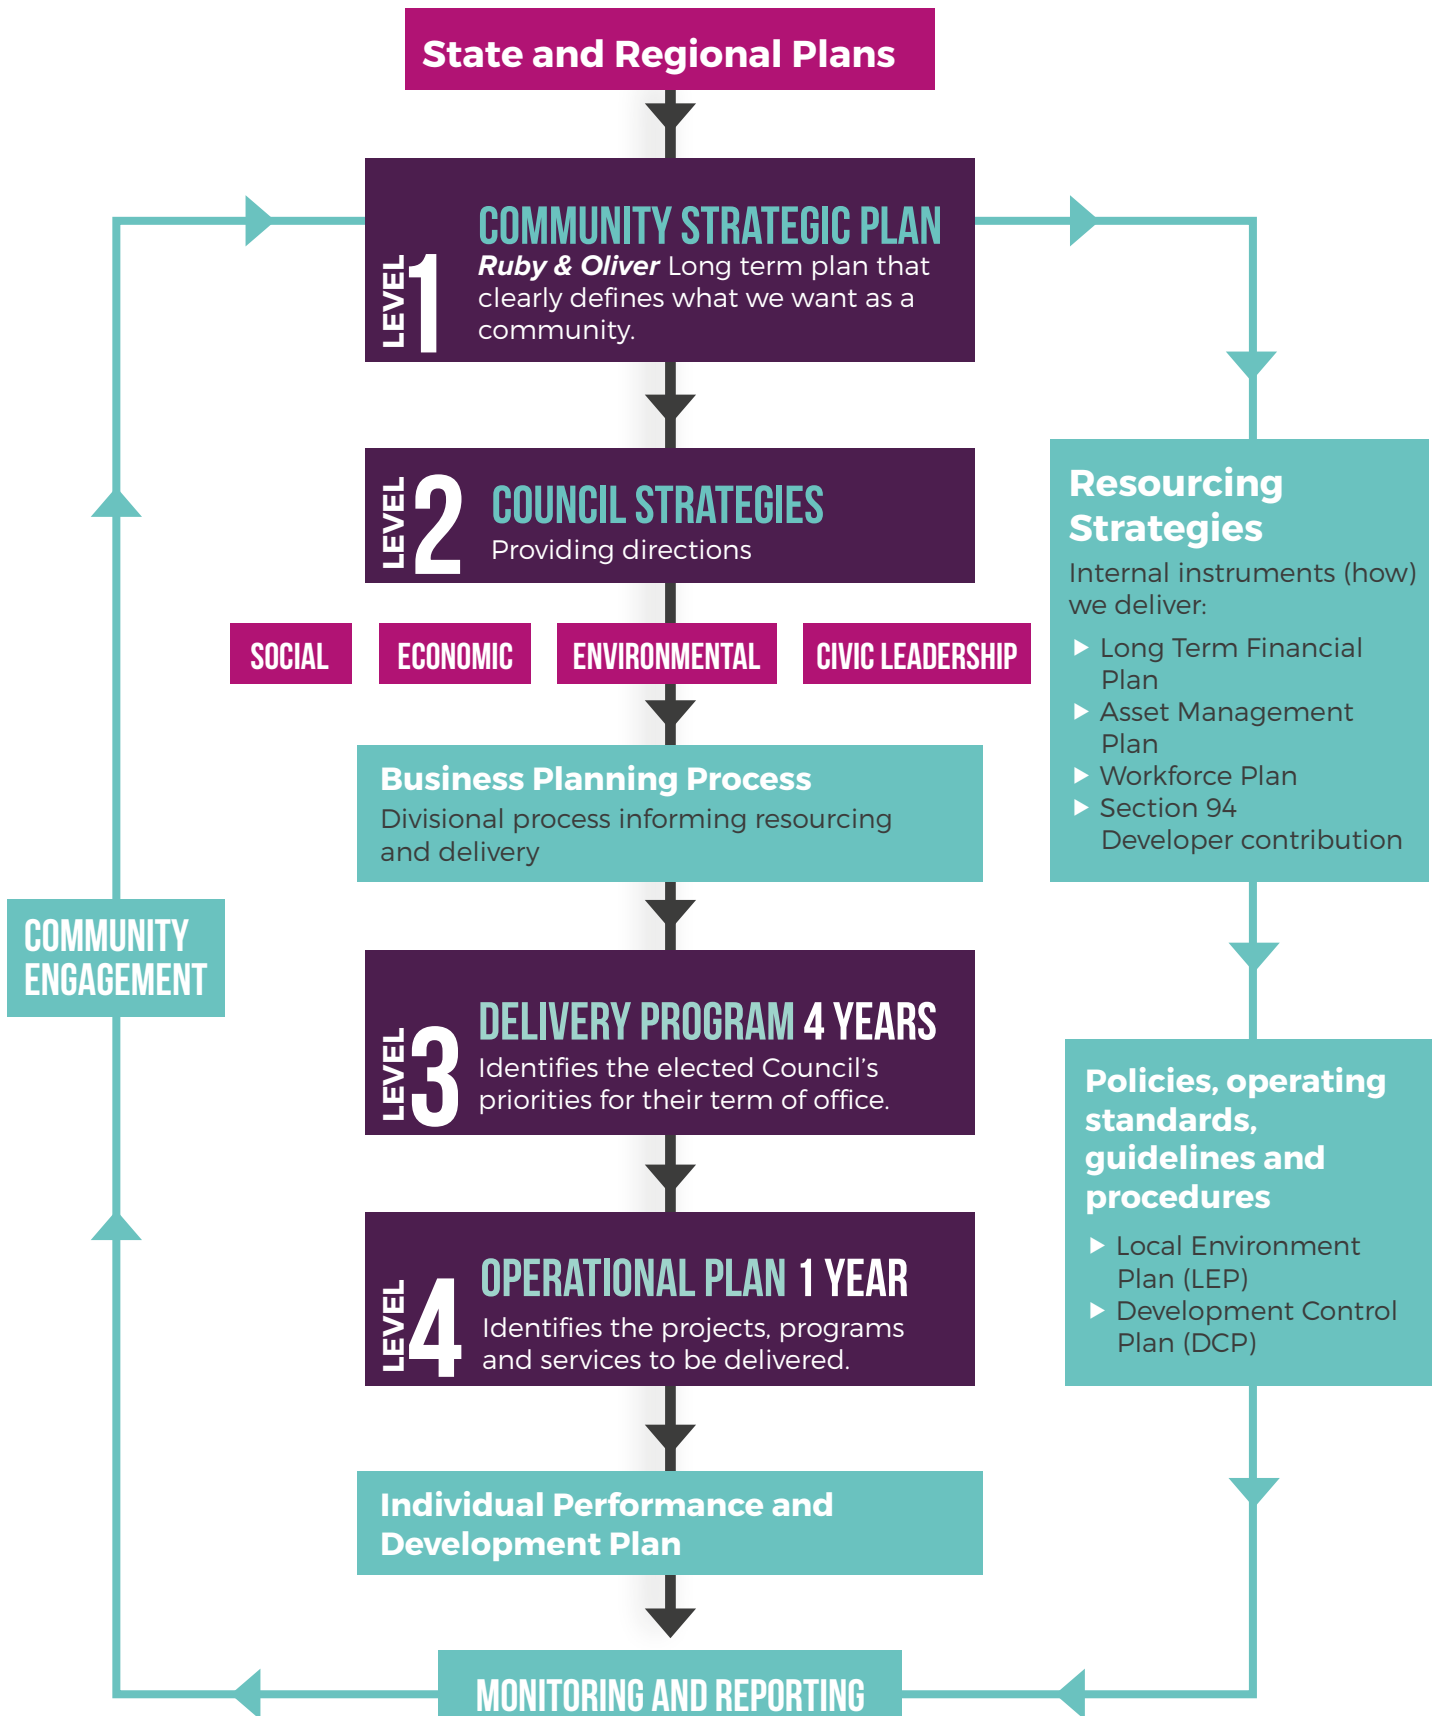 State and Regional Plans
LEVEL 1
COMMUNITY STRATEGIC PLAN
Ruby & Oliver Long term plan that
clearly defines what we want as a
community.
LEVEL 2
COUNCIL STRATEGIES
Providing directions
SOCIAL
ECONOMIC
ENVIRONMENTAL
CIVIC LEADERSHIP
Business Planning Process
Divisional process informing resourcing
and delivery
LEVEL 3
DELIVERY PROGRAM 4 YEARS
Identifies the elected Council’s
priorities for their term of office.
LEVEL 4
OPERATIONAL PLAN 1 YEAR
Identifies the projects, programs
and services to be delivered.
Individual Performance and
Development Plan
MONITORING AND REPORTING
COMMUNITY
ENGAGEMENT
Resourcing
Strategies
Internal instruments (how)
we deliver:
Long Term Financial
Plan
Asset Management
Plan
Workforce Plan
Section 94
Developer contribution
Policies, operating
standards,
guidelines and
procedures
Local Environment
Plan (LEP)
Development Control
Plan (DCP)